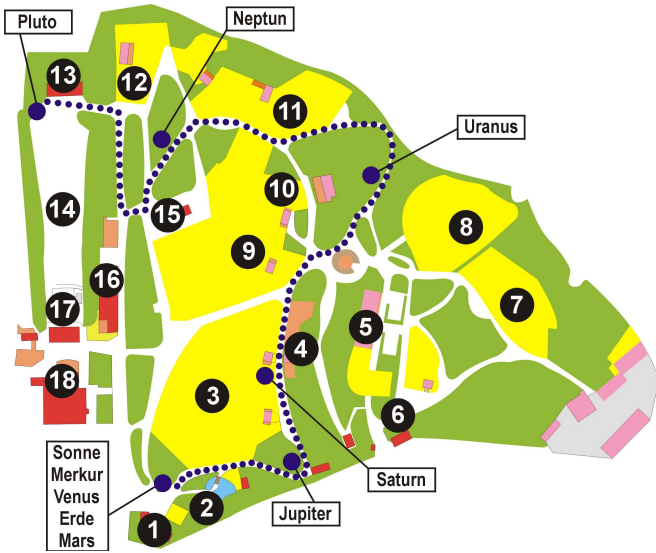 Pluto
Neptun
13
12
11
Uranus
10
14
15
8
9
16
7
17
5
4
18
3
6
Sonne
Merkur
Venus
Erde
Mars
Saturn
2
1
Jupiter